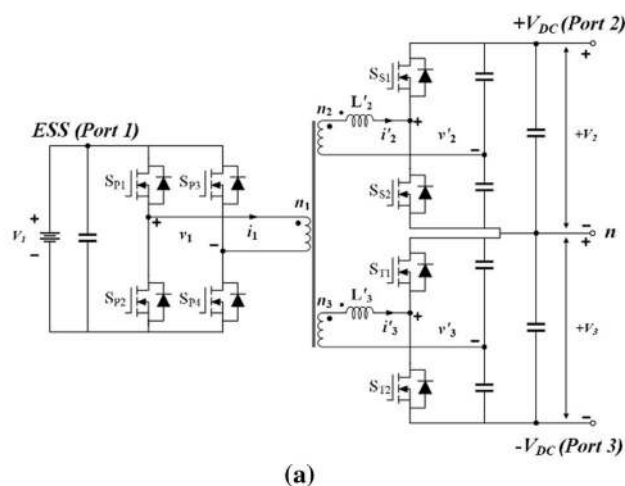 +V_DC (Port 2)
S_S1
n_2
L'_2
i'_2
v'_2
+V_2
S_S2
ESS (Port 1)
S_P1
S_P3
n_1
V_1
v_1
i_1
S_P2
S_P4
n
S_T1
n_3
L'_3
i'_3
v'_3
+V_3
S_T2
-V_DC (Port 3)
(a)